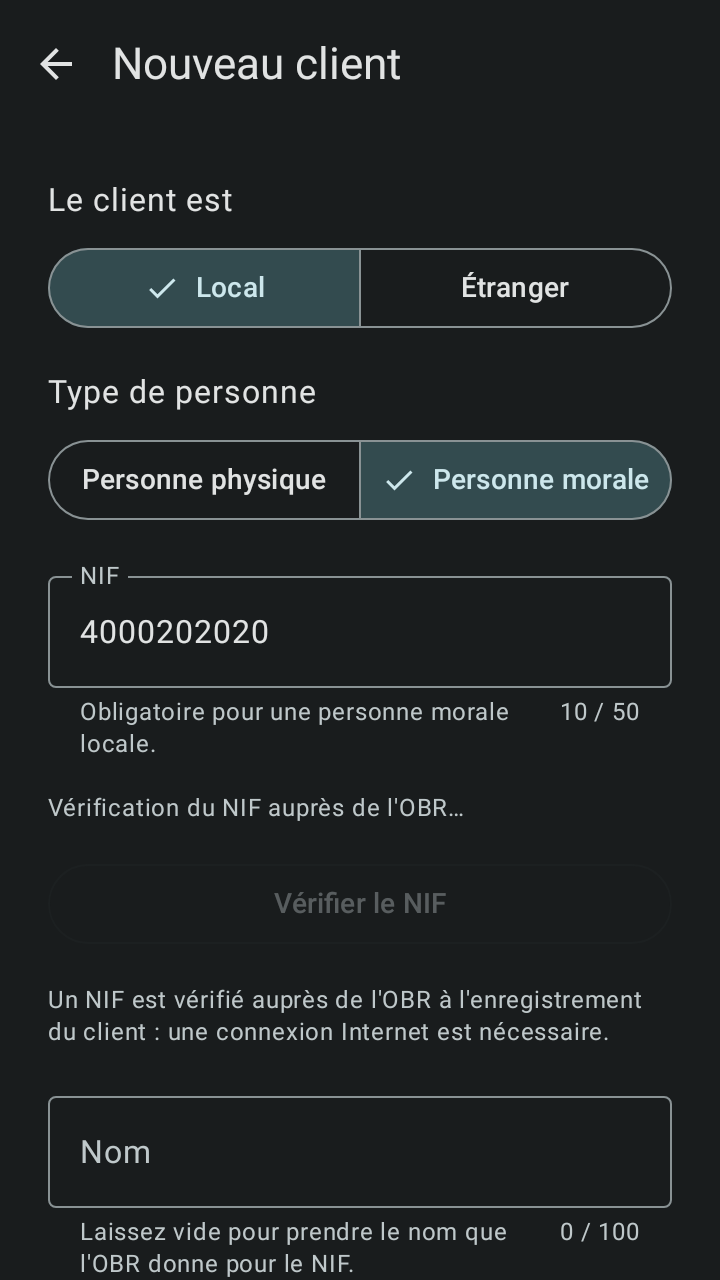 Nouveau client
Le client est
Local
Étranger
Type de personne
Personne physique
Personne morale
NIF
4000202020
Obligatoire pour une personne morale 10 / 50
locale.
Vérification du NIF auprès de l'OBR…
Vérifier le NIF
Un NIF est vérifié auprès de l'OBR à l'enregistrement
du client : une connexion Internet est nécessaire.
Nom
Laissez vide pour prendre le nom que 0 / 100
l'OBR donne pour le NIF.